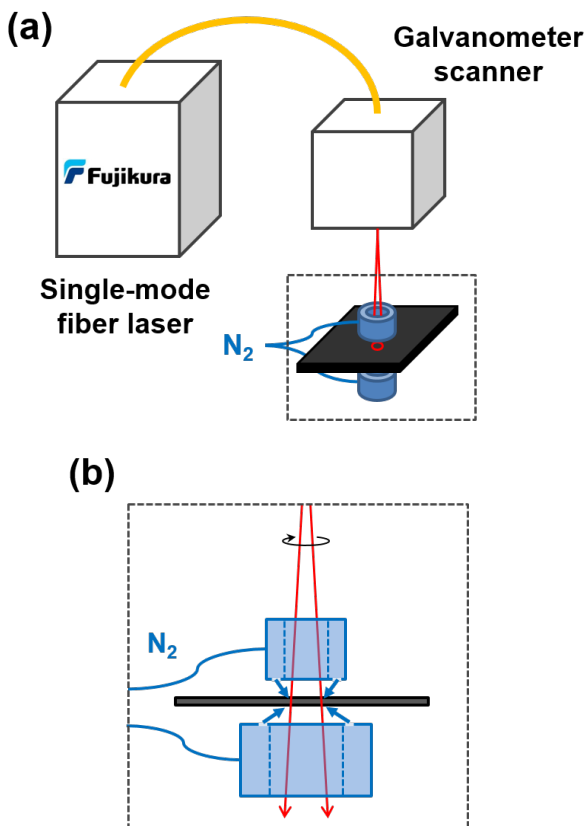 (a)
Galvanometer
scanner
Fujikura
Single-mode
fiber laser
N₂
(b)
N₂